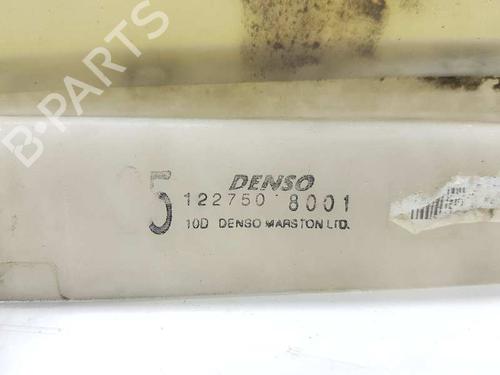 B-PARTS
DENSO
5 122750 8001
10D DENSO MARSTON LTD.